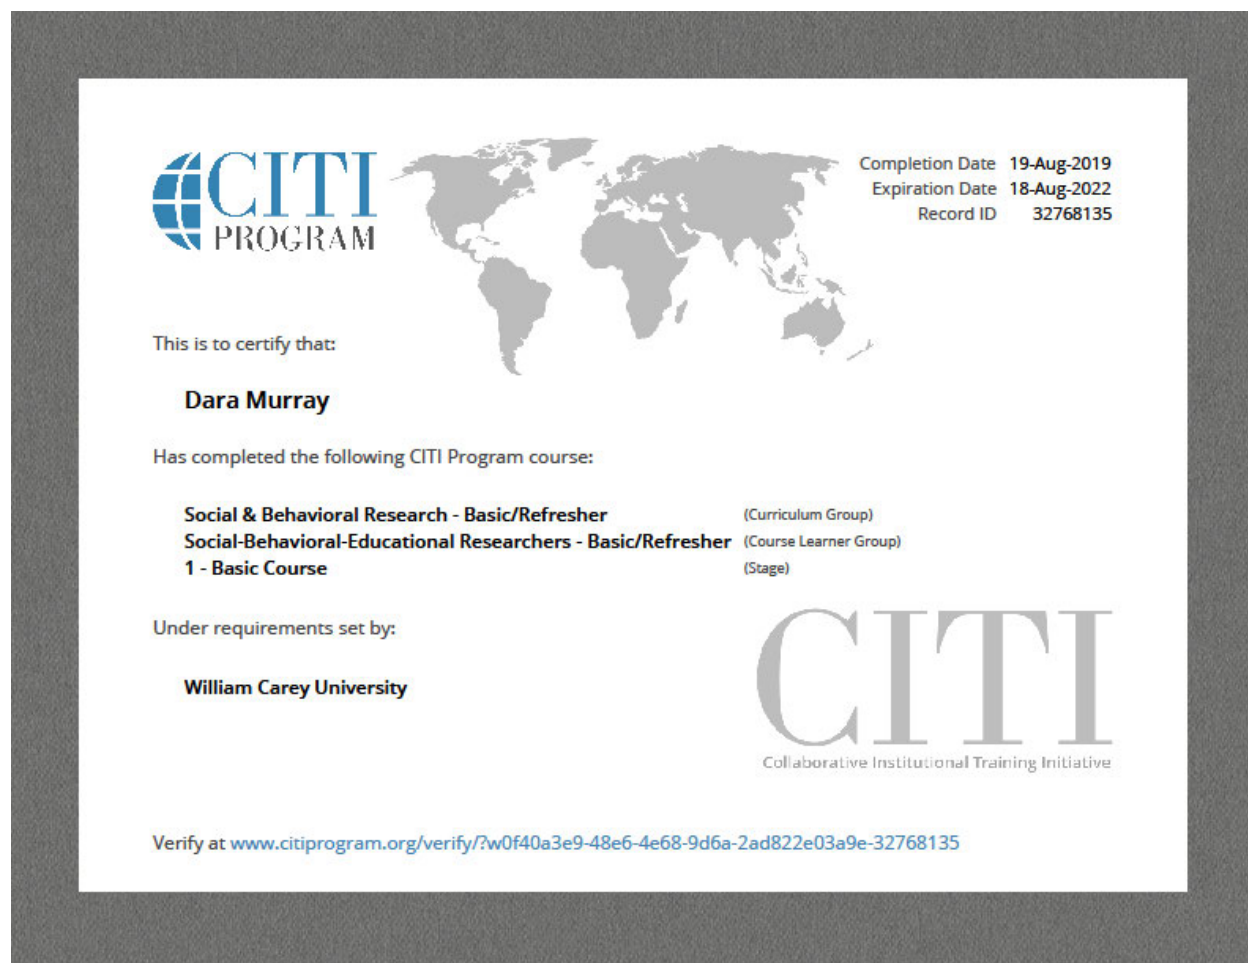 CITI
PROGRAM
Completion Date 19-Aug-2019
Expiration Date 18-Aug-2022
Record ID 32768135
This is to certify that:
Dara Murray
Has completed the following CITI Program course:
Social & Behavioral Research - Basic/Refresher (Curriculum Group)
Social-Behavioral-Educational Researchers - Basic/Refresher (Course Learner Group)
1 - Basic Course (Stage)
Under requirements set by:
William Carey University
CITI
Collaborative Institutional Training Initiative
Verify at www.citiprogram.org/verify/?w0f40a3e9-48e6-4e68-9d6a-2ad822e03a9e-32768135